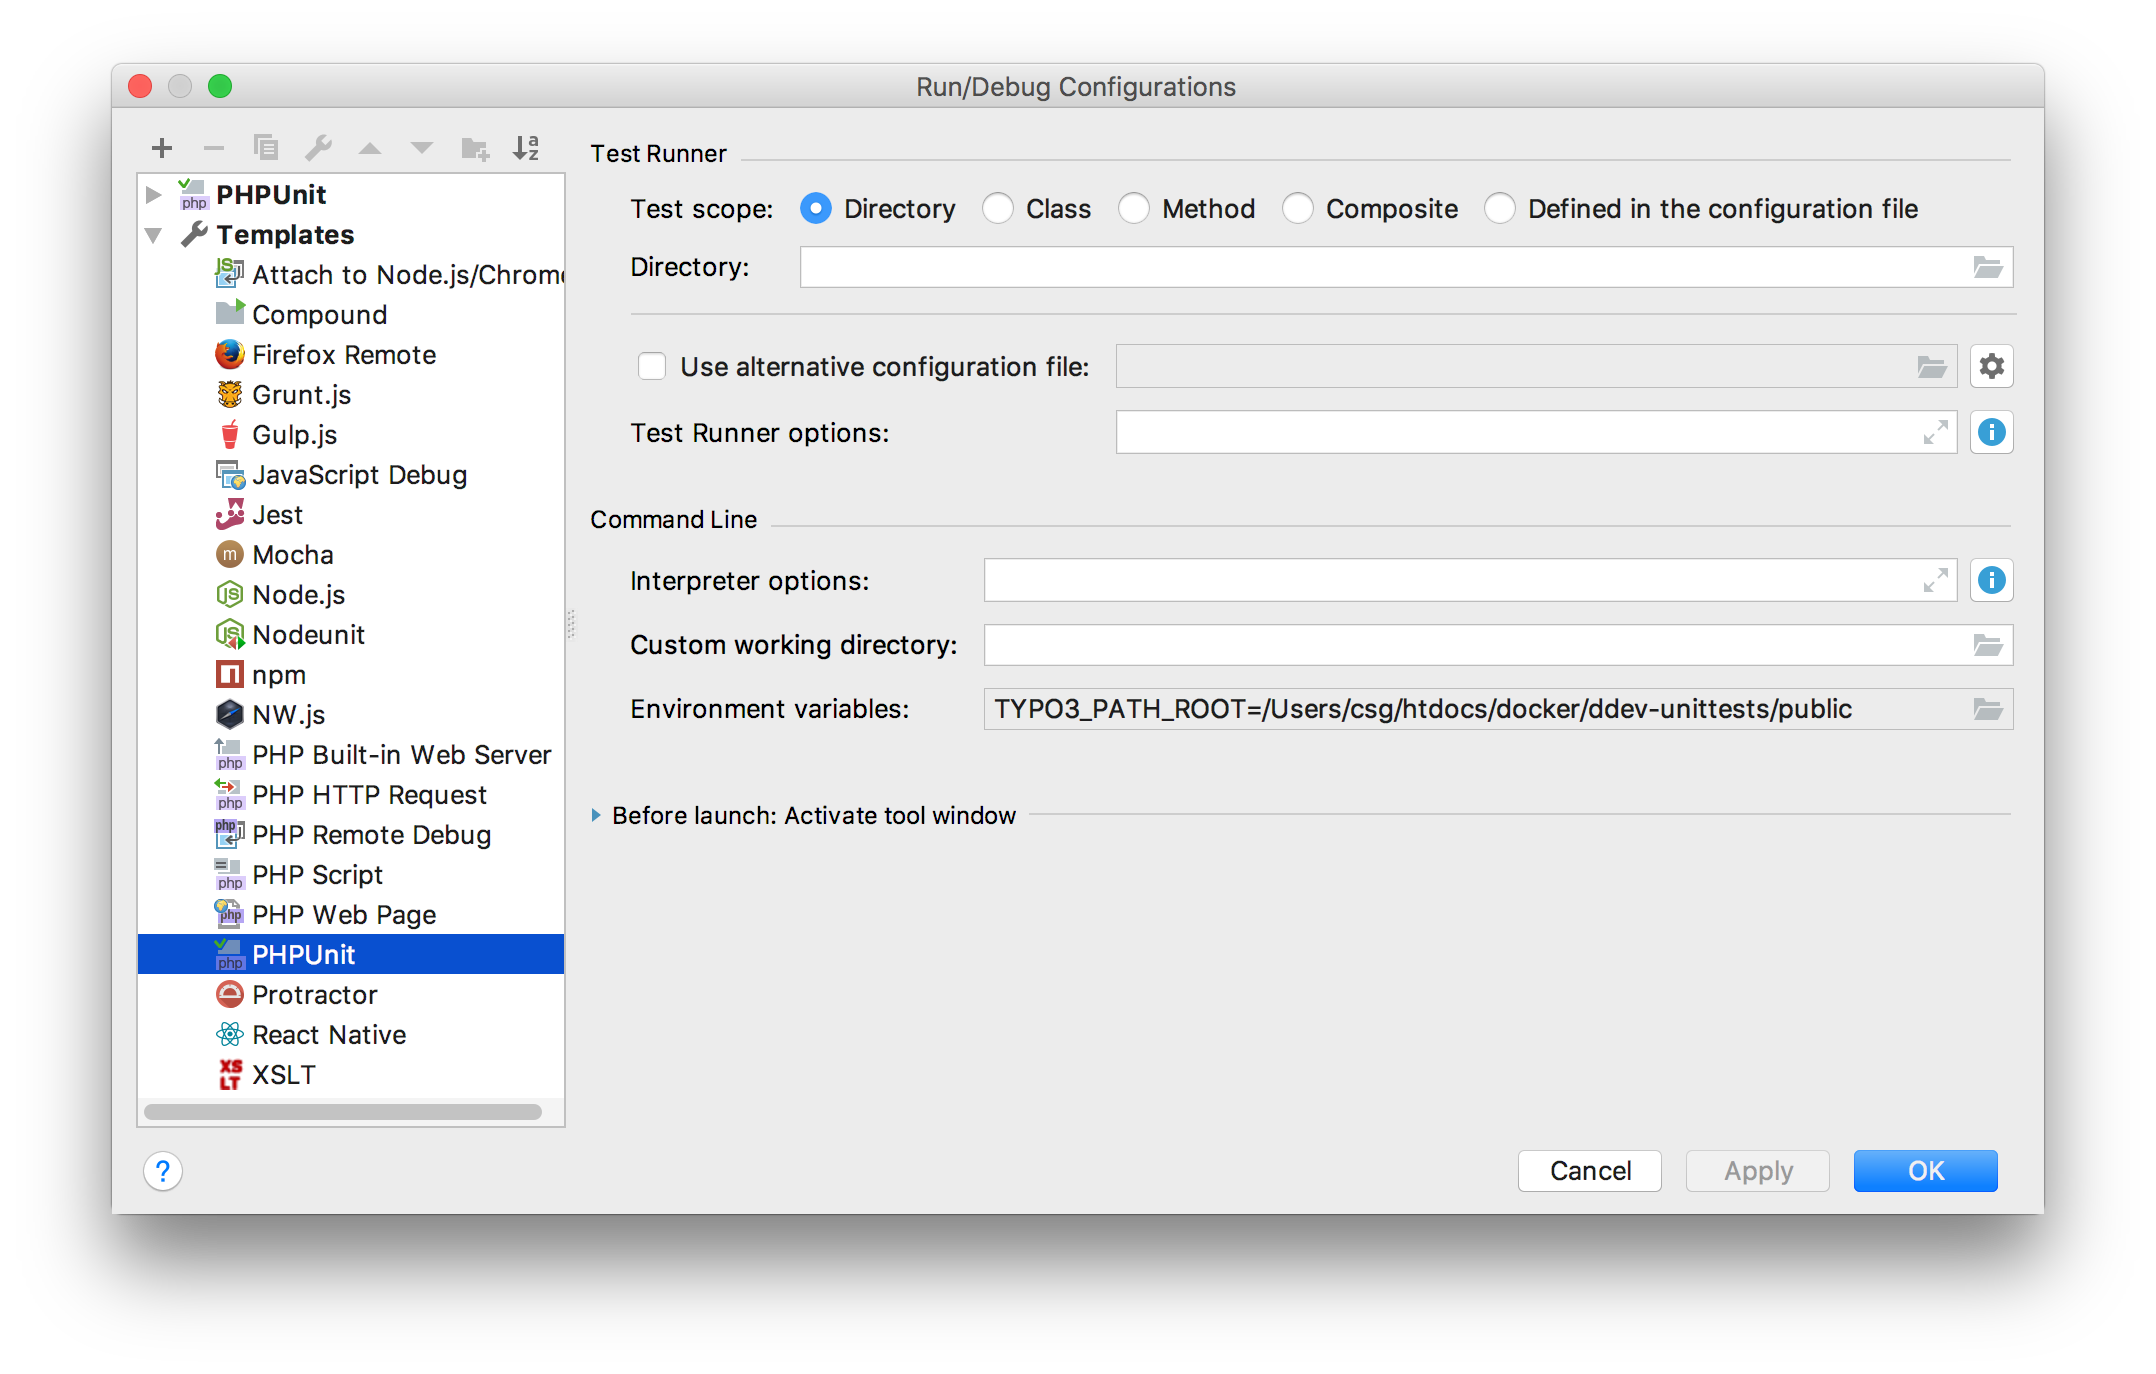 Run/Debug Configurations
PHPUnit
Templates
Attach to Node.js/Chrom
Compound
Firefox Remote
Grunt.js
Gulp.js
JavaScript Debug
Jest
Mocha
Node.js
Nodeunit
npm
NW.js
PHP Built-in Web Server
PHP HTTP Request
PHP Remote Debug
PHP Script
PHP Web Page
PHPUnit
Protractor
React Native
XSLT
Test Runner
Test scope: Directory Class Method Composite Defined in the configuration file
Directory:
Use alternative configuration file:
Test Runner options:
Command Line
Interpreter options:
Custom working directory:
Environment variables: TYPO3_PATH_ROOT=/Users/csg/htdocs/docker/ddev-unittests/public
Before launch: Activate tool window
? Cancel Apply OK